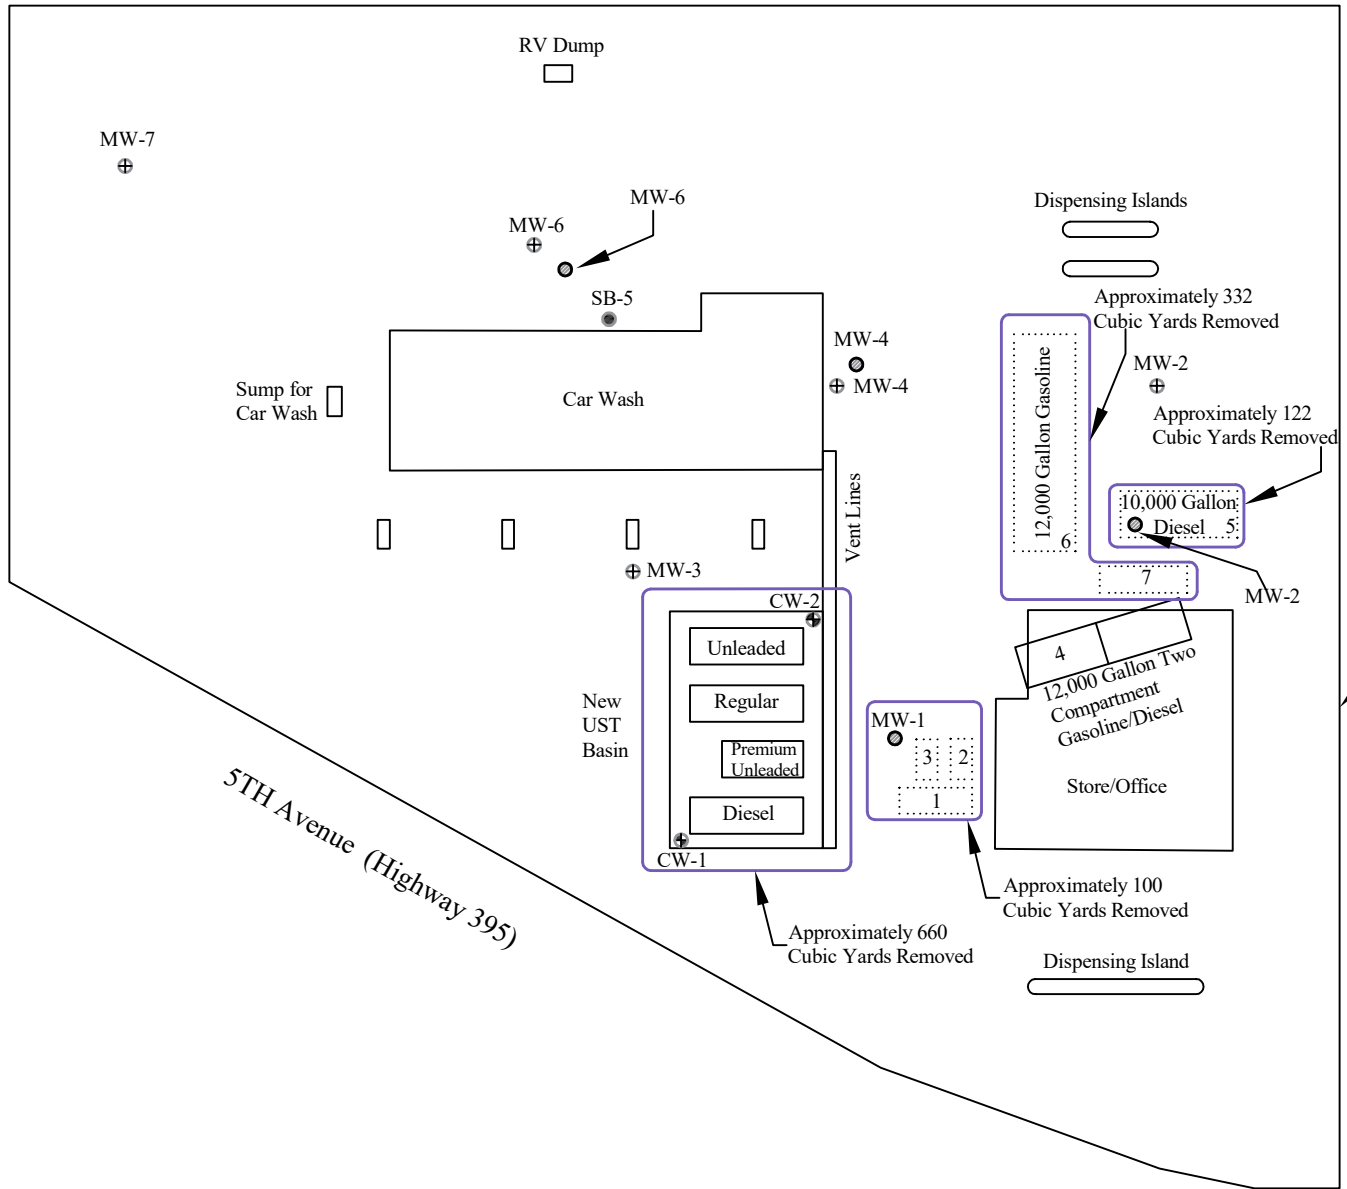 RV Dump
MW-7
MW-6
MW-6
Dispensing Islands
SB-5
Approximately 332
Cubic Yards Removed
MW-4
MW-4
MW-2
Sump for
Car Wash
Car Wash
12,000 Gallon Gasoline
6
Approximately 122
Cubic Yards Removed
10,000 Gallon
Diesel 5
Vent Lines
MW-3
7
MW-2
CW-2
Unleaded
Regular
Premium
Unleaded
Diesel
CW-1
New
UST
Basin
4
12,000 Gallon Two
Compartment
Gasoline/Diesel
MW-1
3
2
1
Store/Office
5TH Avenue (Highway 395)
Approximately 100
Cubic Yards Removed
Approximately 660
Cubic Yards Removed
Dispensing Island